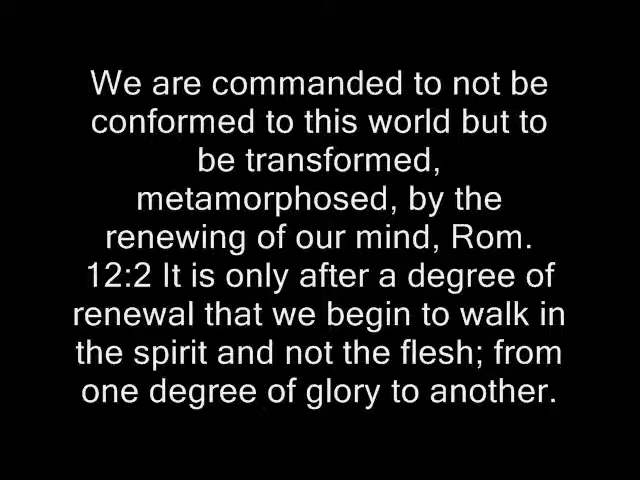 We are commanded to not be
conformed to this world but to
be transformed,
metamorphosed, by the
renewing of our mind, Rom.
12:2 It is only after a degree of
renewal that we begin to walk in
the spirit and not the flesh; from
one degree of glory to another.